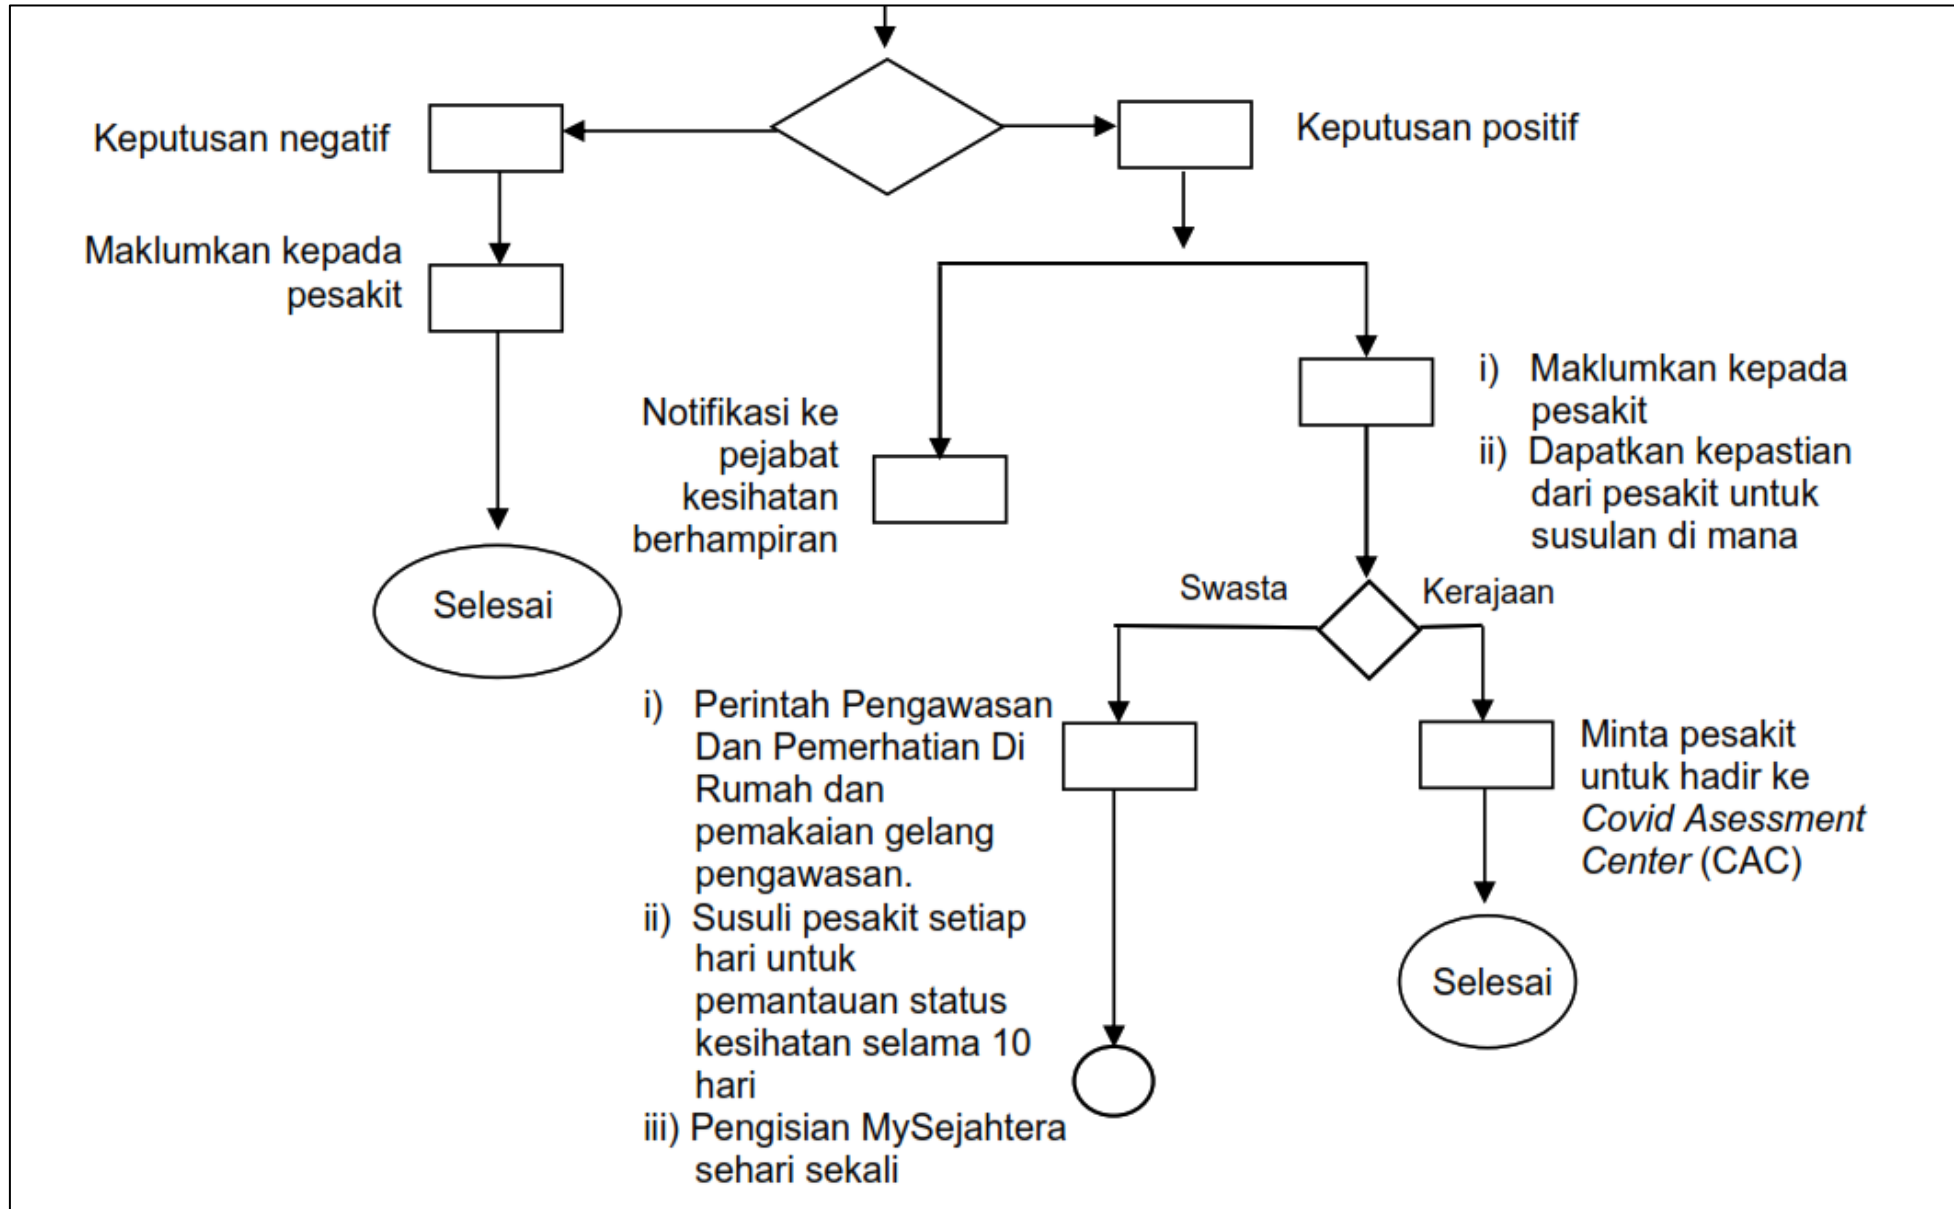 Keputusan negatif
Keputusan positif
Maklumkan kepada
pesakit
Notifikasi ke
pejabat
kesihatan
berhampiran
i) Maklumkan kepada
pesakit
ii) Dapatkan kepastian
dari pesakit untuk
susulan di mana
Selesai
Swasta
Kerajaan
i) Perintah Pengawasan
Dan Pemerhatian Di
Rumah dan
pemakaian gelang
pengawasan.
ii) Susuli pesakit setiap
hari untuk
pemantauan status
kesihatan selama 10
hari
iii) Pengisian MySejahtera
sehari sekali
Minta pesakit
untuk hadir ke
Covid Asessment
Center (CAC)
Selesai